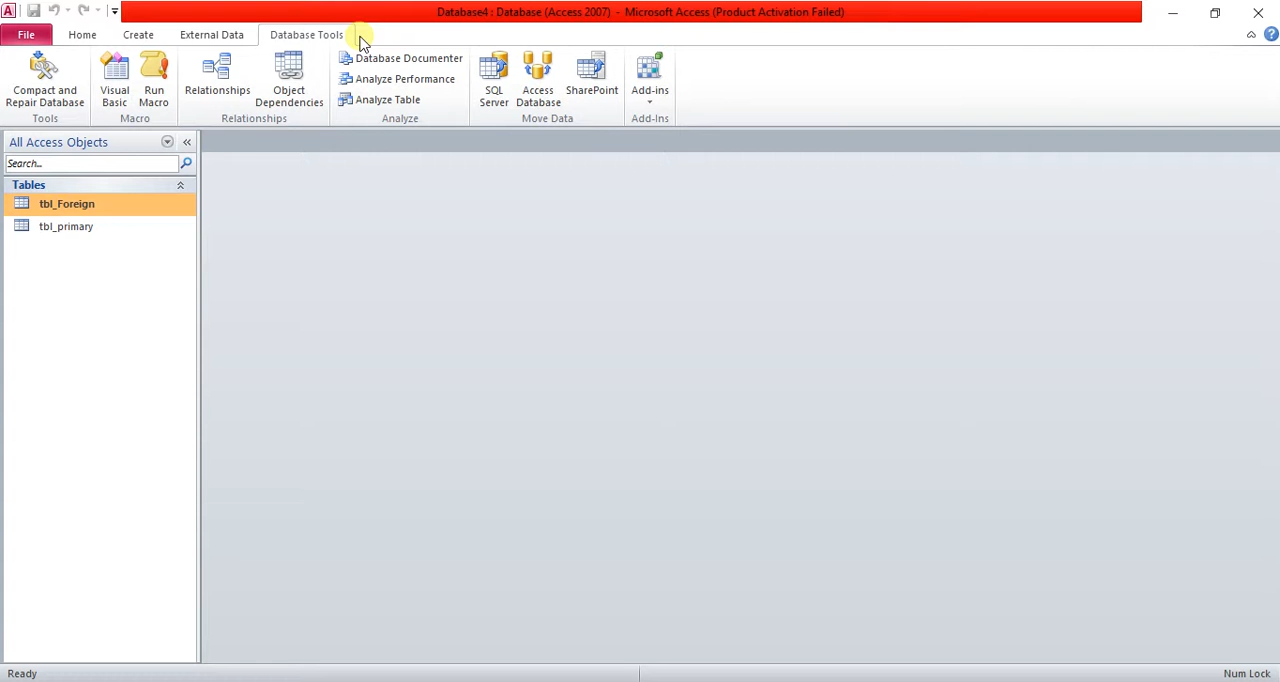 Database4 : Database (Access 2007) - Microsoft Access (Product Activation Failed)
File Home Create External Data Database Tools
Compact and Repair Database
Visual Basic
Run Macro
Relationships
Object Dependencies
Database Documenter
Analyze Performance
Analyze Table
SQL Server
Access Database
SharePoint
Add-ins
Tools Macro Relationships Analyze Move Data Add-Ins
All Access Objects
Search...
Tables
tbl_Foreign
tbl_primary
Ready Num Lock